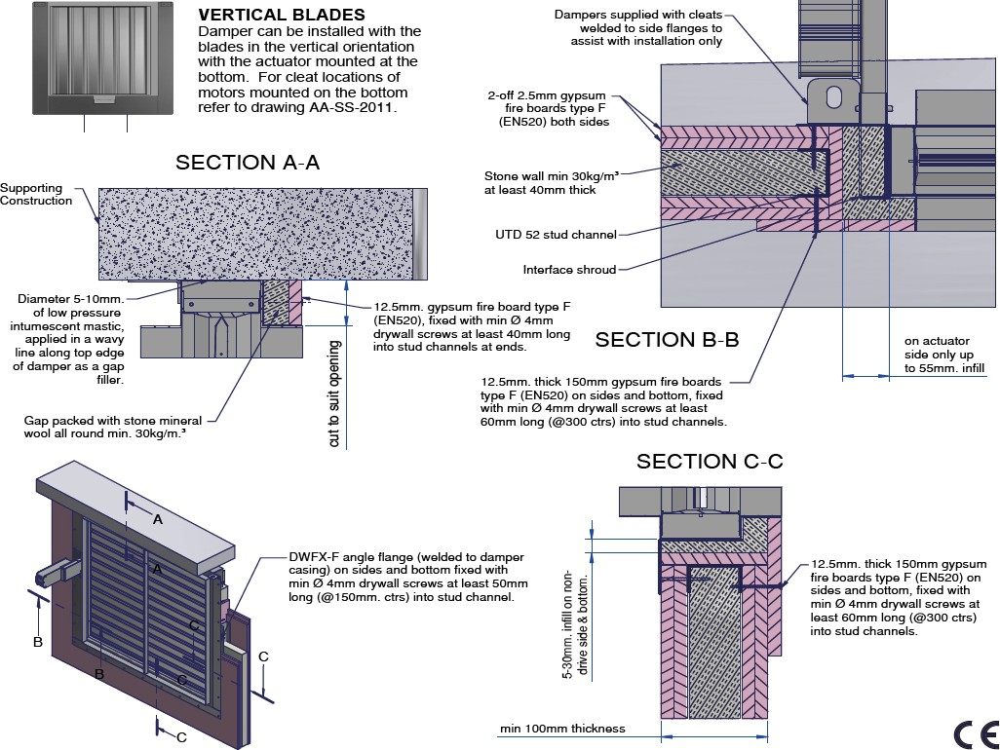 VERTICAL BLADES
Damper can be installed with the
blades in the vertical orientation
with the actuator mounted at the
bottom. For cleat locations of
motors mounted on the bottom
refer to drawing AA-SS-2011.
Dampers supplied with cleats
welded to side flanges to
assist with installation only
2-off 2.5mm gypsum
fire boards type F
(EN520) both sides
Stone wall min 30kg/m³
at least 40mm thick
UTD 52 stud channel
Interface shroud
SECTION B-B
on actuator
side only up
to 55mm. infill
12.5mm. thick 150mm gypsum fire boards
type F (EN520) on sides and bottom, fixed
with min Ø 4mm drywall screws at least
60mm long (@300 ctrs) into stud channels.
SECTION A-A
Supporting
Construction
Diameter 5-10mm.
of low pressure
intumescent mastic,
applied in a wavy
line along top edge
of damper as a gap
filler.
12.5mm. gypsum fire board type F
(EN520), fixed with min Ø 4mm
drywall screws at least 40mm long
into stud channels at ends.
cut to suit opening
Gap packed with stone mineral
wool all round min. 30kg/m.³
A
A
B
B
C
C
C
C
DWFX-F angle flange (welded to damper
casing) on sides and bottom fixed with
min Ø 4mm drywall screws at least 50mm
long (@150mm. ctrs) into stud channel.
SECTION C-C
5-30mm. infill on non-
drive side & bottom.
12.5mm. thick 150mm gypsum
fire boards type F (EN520) on
sides and bottom, fixed with
min Ø 4mm drywall screws at
least 60mm long (@300 ctrs)
into stud channels.
min 100mm thickness
CE